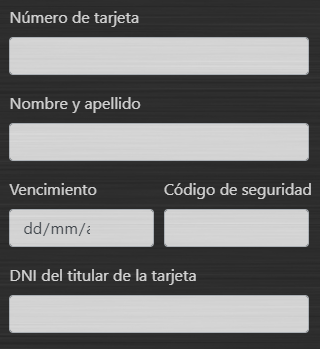 Número de tarjeta
Nombre y apellido
Vencimiento Código de seguridad
dd/mm/a
DNI del titular de la tarjeta